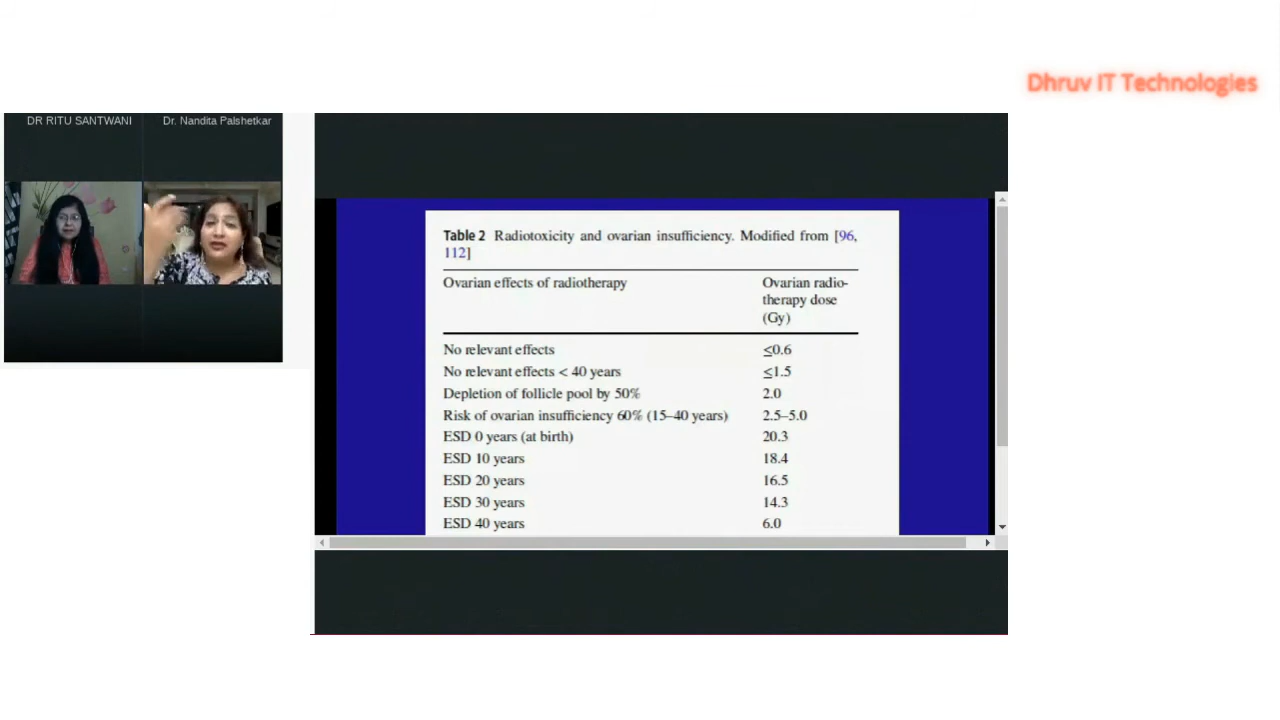 Dhruv IT Technologies
DR RITU SANTWANI
Dr. Nandita Palshetkar
Table 2 Radiotoxicity and ovarian insufficiency. Modified from [96,
112]
Ovarian effects of radiotherapy
Ovarian radio-
therapy dose
(Gy)
No relevant effects ≤0.6
No relevant effects < 40 years ≤1.5
Depletion of follicle pool by 50% 2.0
Risk of ovarian insufficiency 60% (15–40 years) 2.5–5.0
ESD 0 years (at birth) 20.3
ESD 10 years 18.4
ESD 20 years 16.5
ESD 30 years 14.3
ESD 40 years 6.0